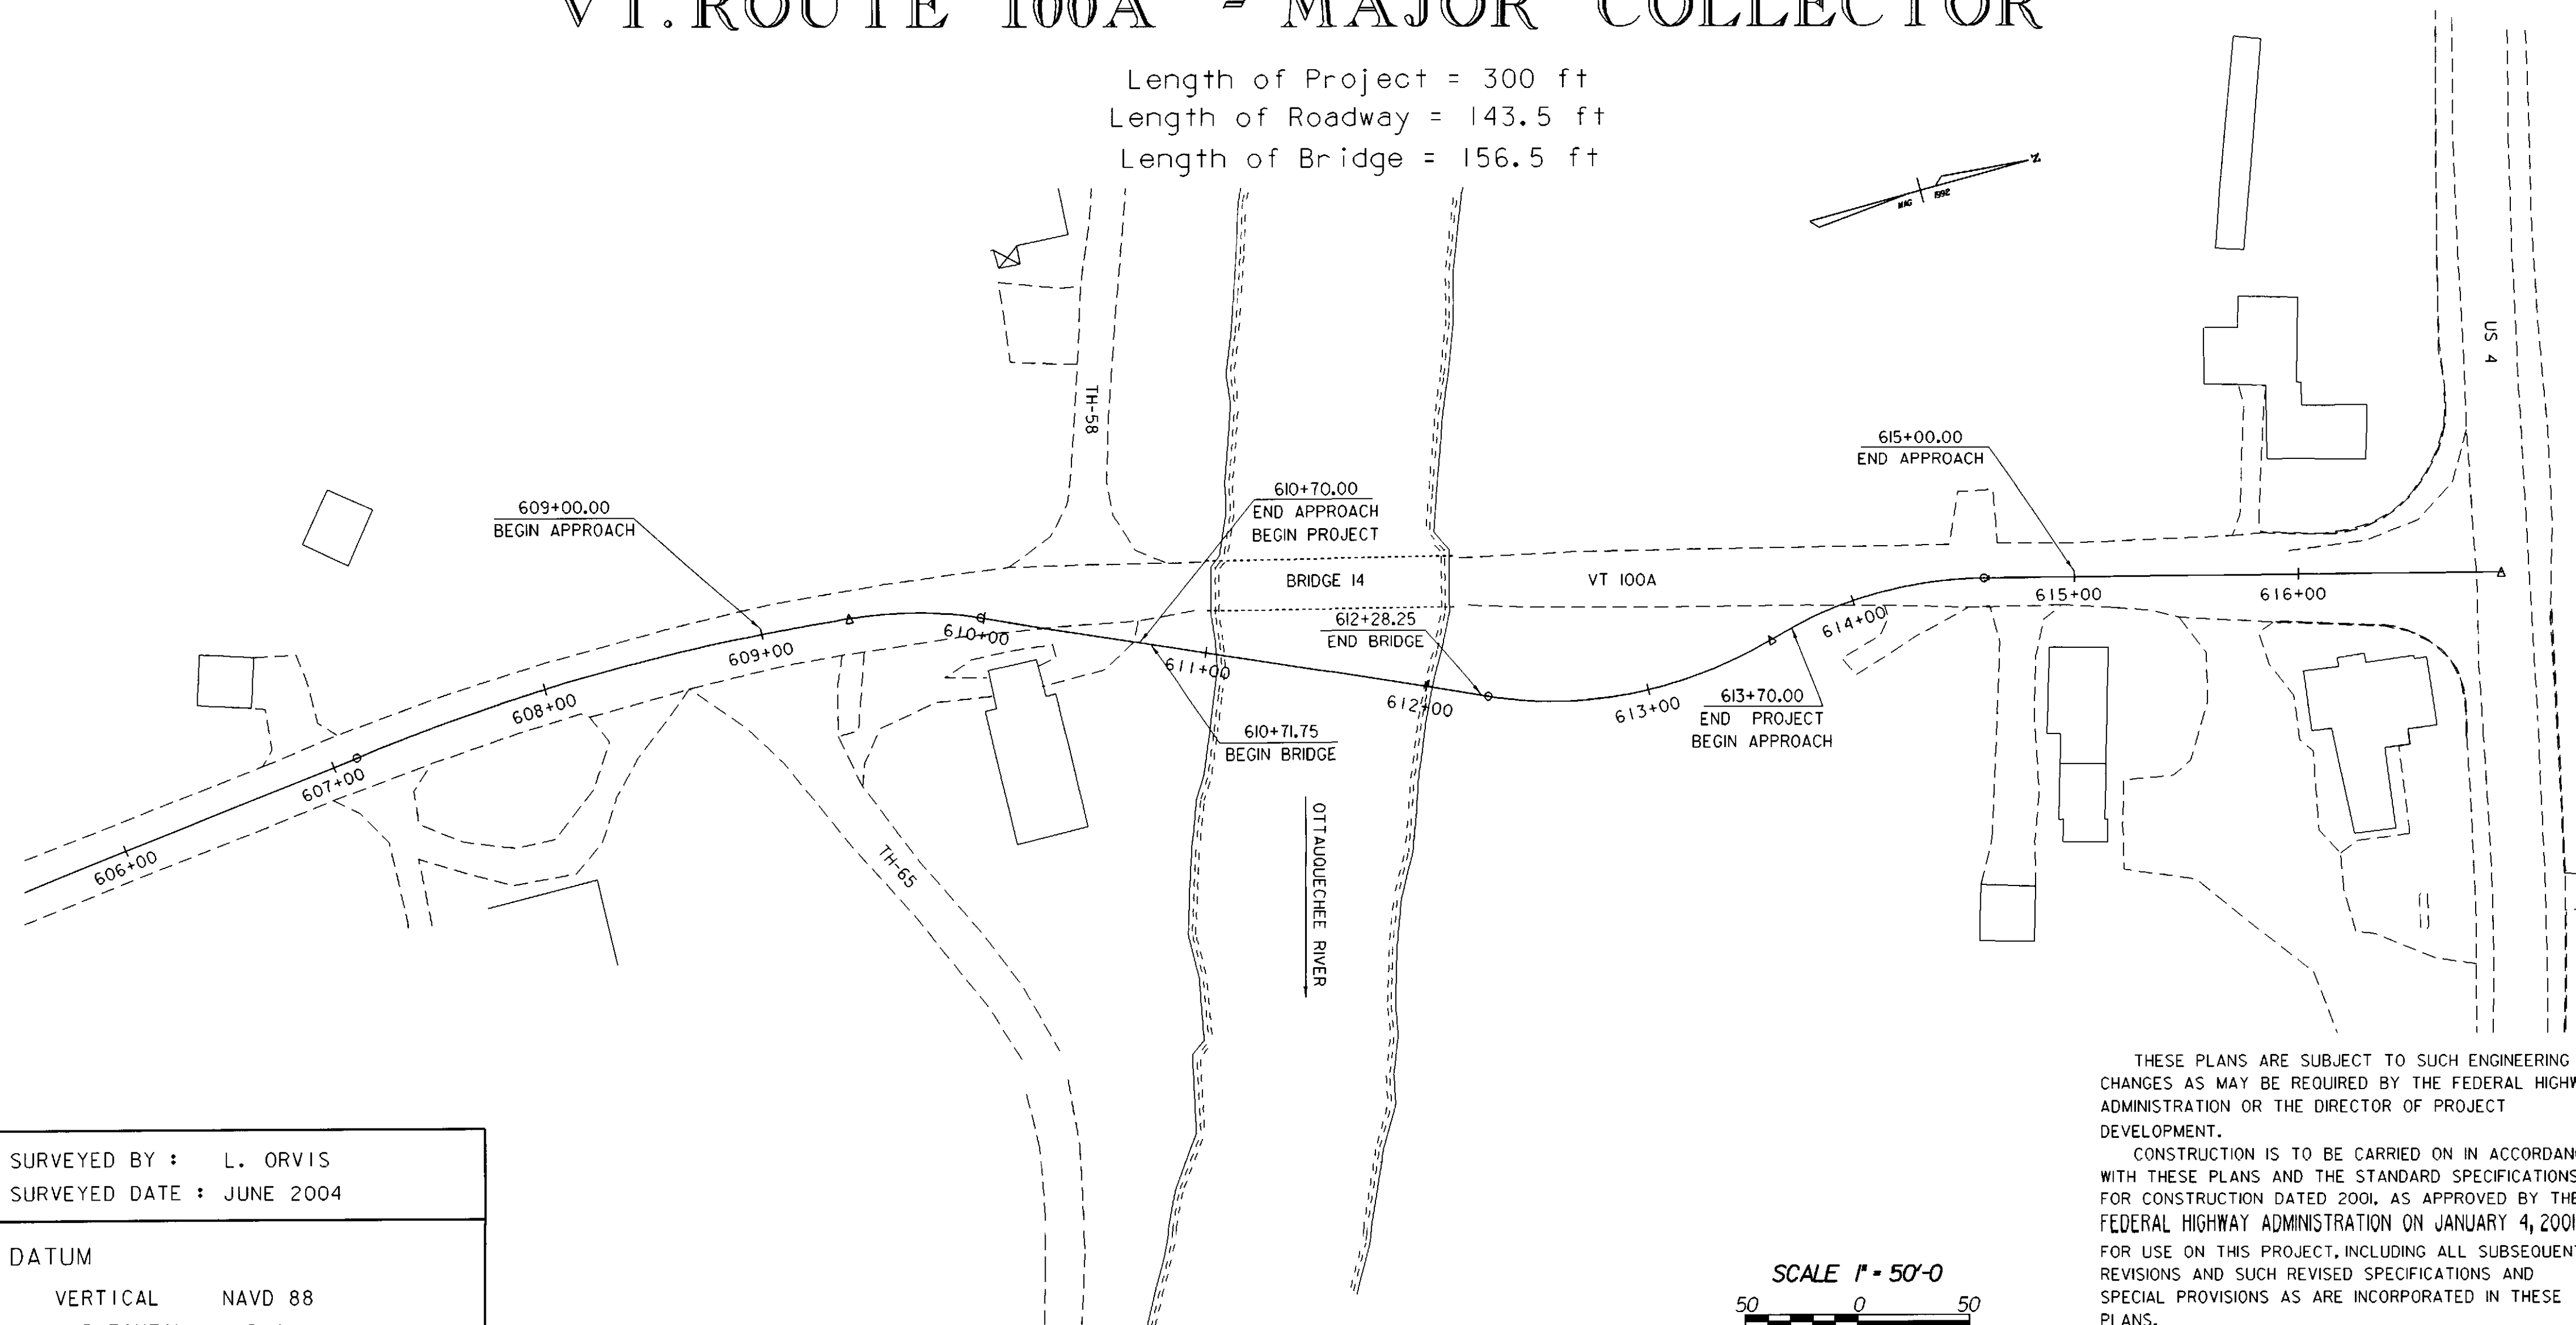 VT. ROUTE 100A - MAJOR COLLECTOR
Length of Project = 300 ft
Length of Roadway = 143.5 ft
Length of Bridge = 156.5 ft
N
MAG 1992
US 4
TH-58
615+00.00
END APPROACH
609+00.00
BEGIN APPROACH
610+70.00
END APPROACH
BEGIN PROJECT
BRIDGE 14
VT 100A
612+28.25
END BRIDGE
606+00
607+00
608+00
609+00
610+00
611+00
612+00
613+00
614+00
615+00
616+00
613+70.00
END PROJECT
BEGIN APPROACH
610+71.75
BEGIN BRIDGE
TH-65
OTTAUQUECHEE RIVER
SURVEYED BY : L. ORVIS
SURVEYED DATE : JUNE 2004
DATUM
VERTICAL NAVD 88
SCALE 1" = 50'-0
50 0 50
THESE PLANS ARE SUBJECT TO SUCH ENGINEERING
CHANGES AS MAY BE REQUIRED BY THE FEDERAL HIGHW
ADMINISTRATION OR THE DIRECTOR OF PROJECT
DEVELOPMENT.
CONSTRUCTION IS TO BE CARRIED ON IN ACCORDAN
WITH THESE PLANS AND THE STANDARD SPECIFICATIONS
FOR CONSTRUCTION DATED 2001, AS APPROVED BY THE
FEDERAL HIGHWAY ADMINISTRATION ON JANUARY 4, 2001
FOR USE ON THIS PROJECT, INCLUDING ALL SUBSEQUENT
REVISIONS AND SUCH REVISED SPECIFICATIONS AND
SPECIAL PROVISIONS AS ARE INCORPORATED IN THESE
PLANS.